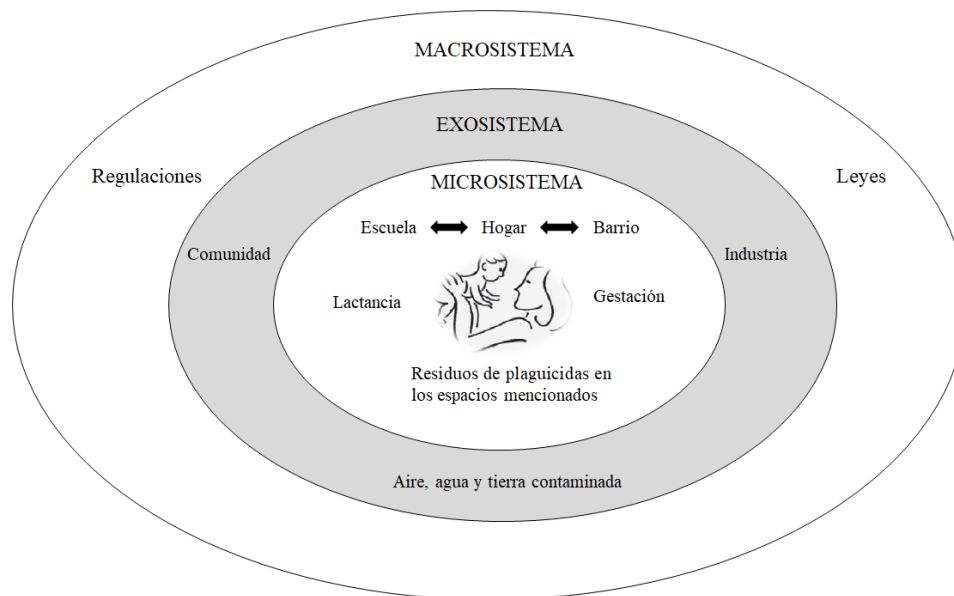 MACROSISTEMA
EXOSISTEMA
Regulaciones
Leyes
MICROSISTEMA
Escuela
Hogar
Barrio
Comunidad
Industria
Lactancia
Gestación
Residuos de plaguicidas en
los espacios mencionados
Aire, agua y tierra contaminada